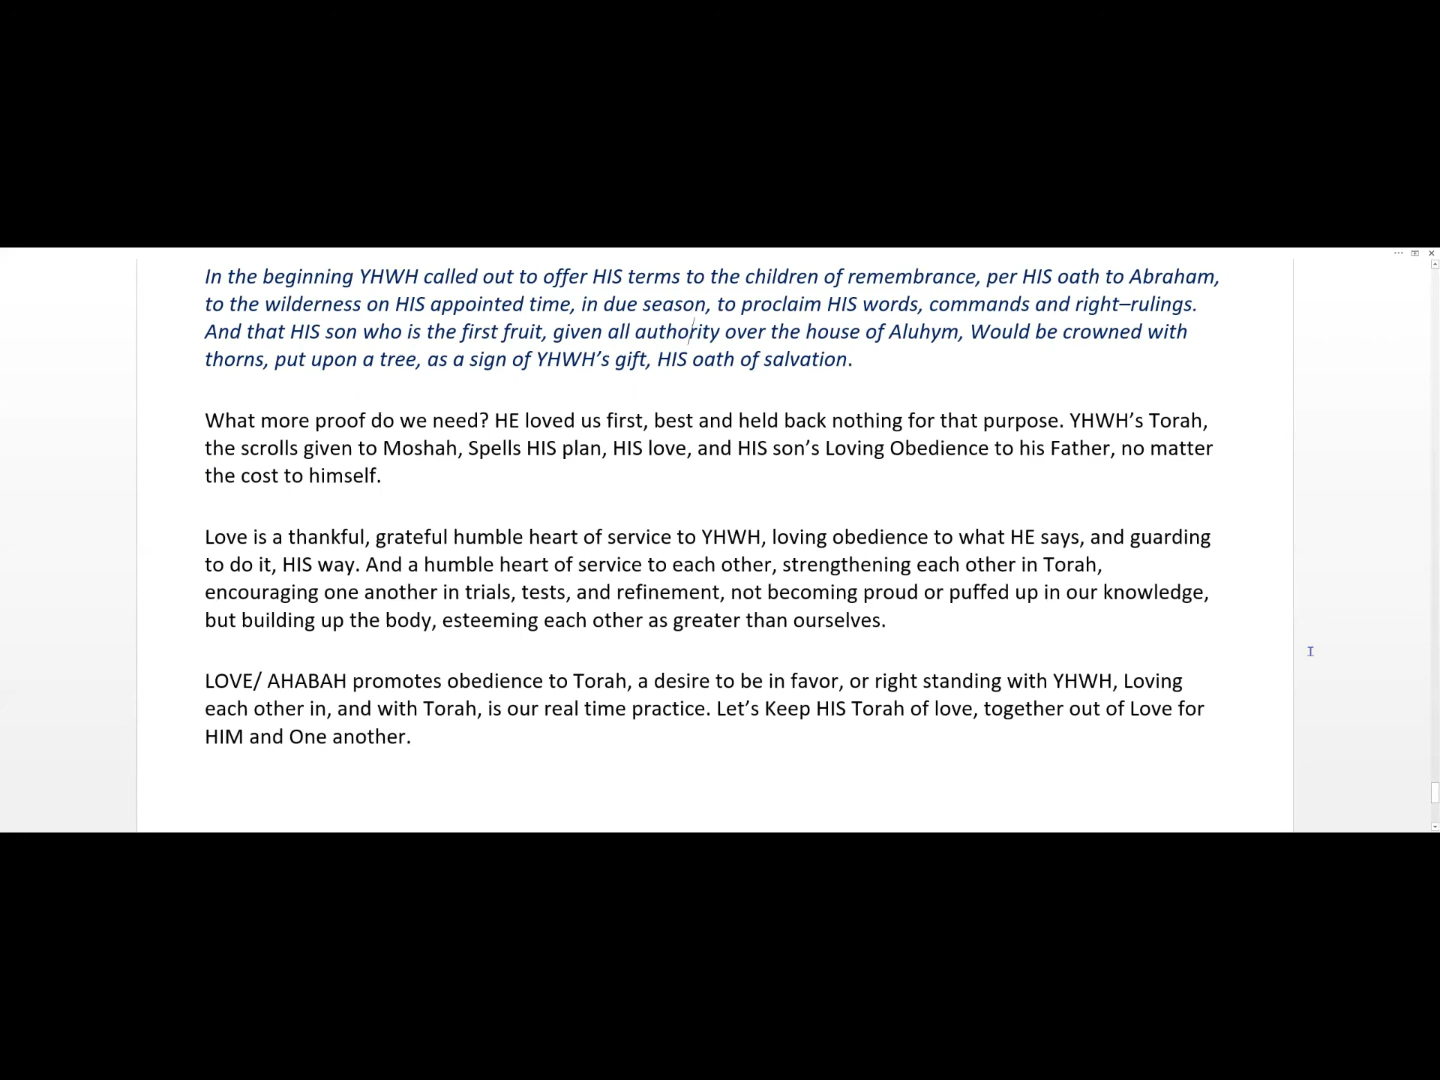 In the beginning YHWH called out to offer HIS terms to the children of remembrance, per HIS oath to Abraham,
to the wilderness on HIS appointed time, in due season, to proclaim HIS words, commands and right–rulings.
And that HIS son who is the first fruit, given all authority over the house of Aluhym, Would be crowned with
thorns, put upon a tree, as a sign of YHWH’s gift, HIS oath of salvation.
What more proof do we need? HE loved us first, best and held back nothing for that purpose. YHWH’s Torah,
the scrolls given to Moshah, Spells HIS plan, HIS love, and HIS son’s Loving Obedience to his Father, no matter
the cost to himself.
Love is a thankful, grateful humble heart of service to YHWH, loving obedience to what HE says, and guarding
to do it, HIS way. And a humble heart of service to each other, strengthening each other in Torah,
encouraging one another in trials, tests, and refinement, not becoming proud or puffed up in our knowledge,
but building up the body, esteeming each other as greater than ourselves.
LOVE/ AHABAH promotes obedience to Torah, a desire to be in favor, or right standing with YHWH, Loving
each other in, and with Torah, is our real time practice. Let’s Keep HIS Torah of love, together out of Love for
HIM and One another.